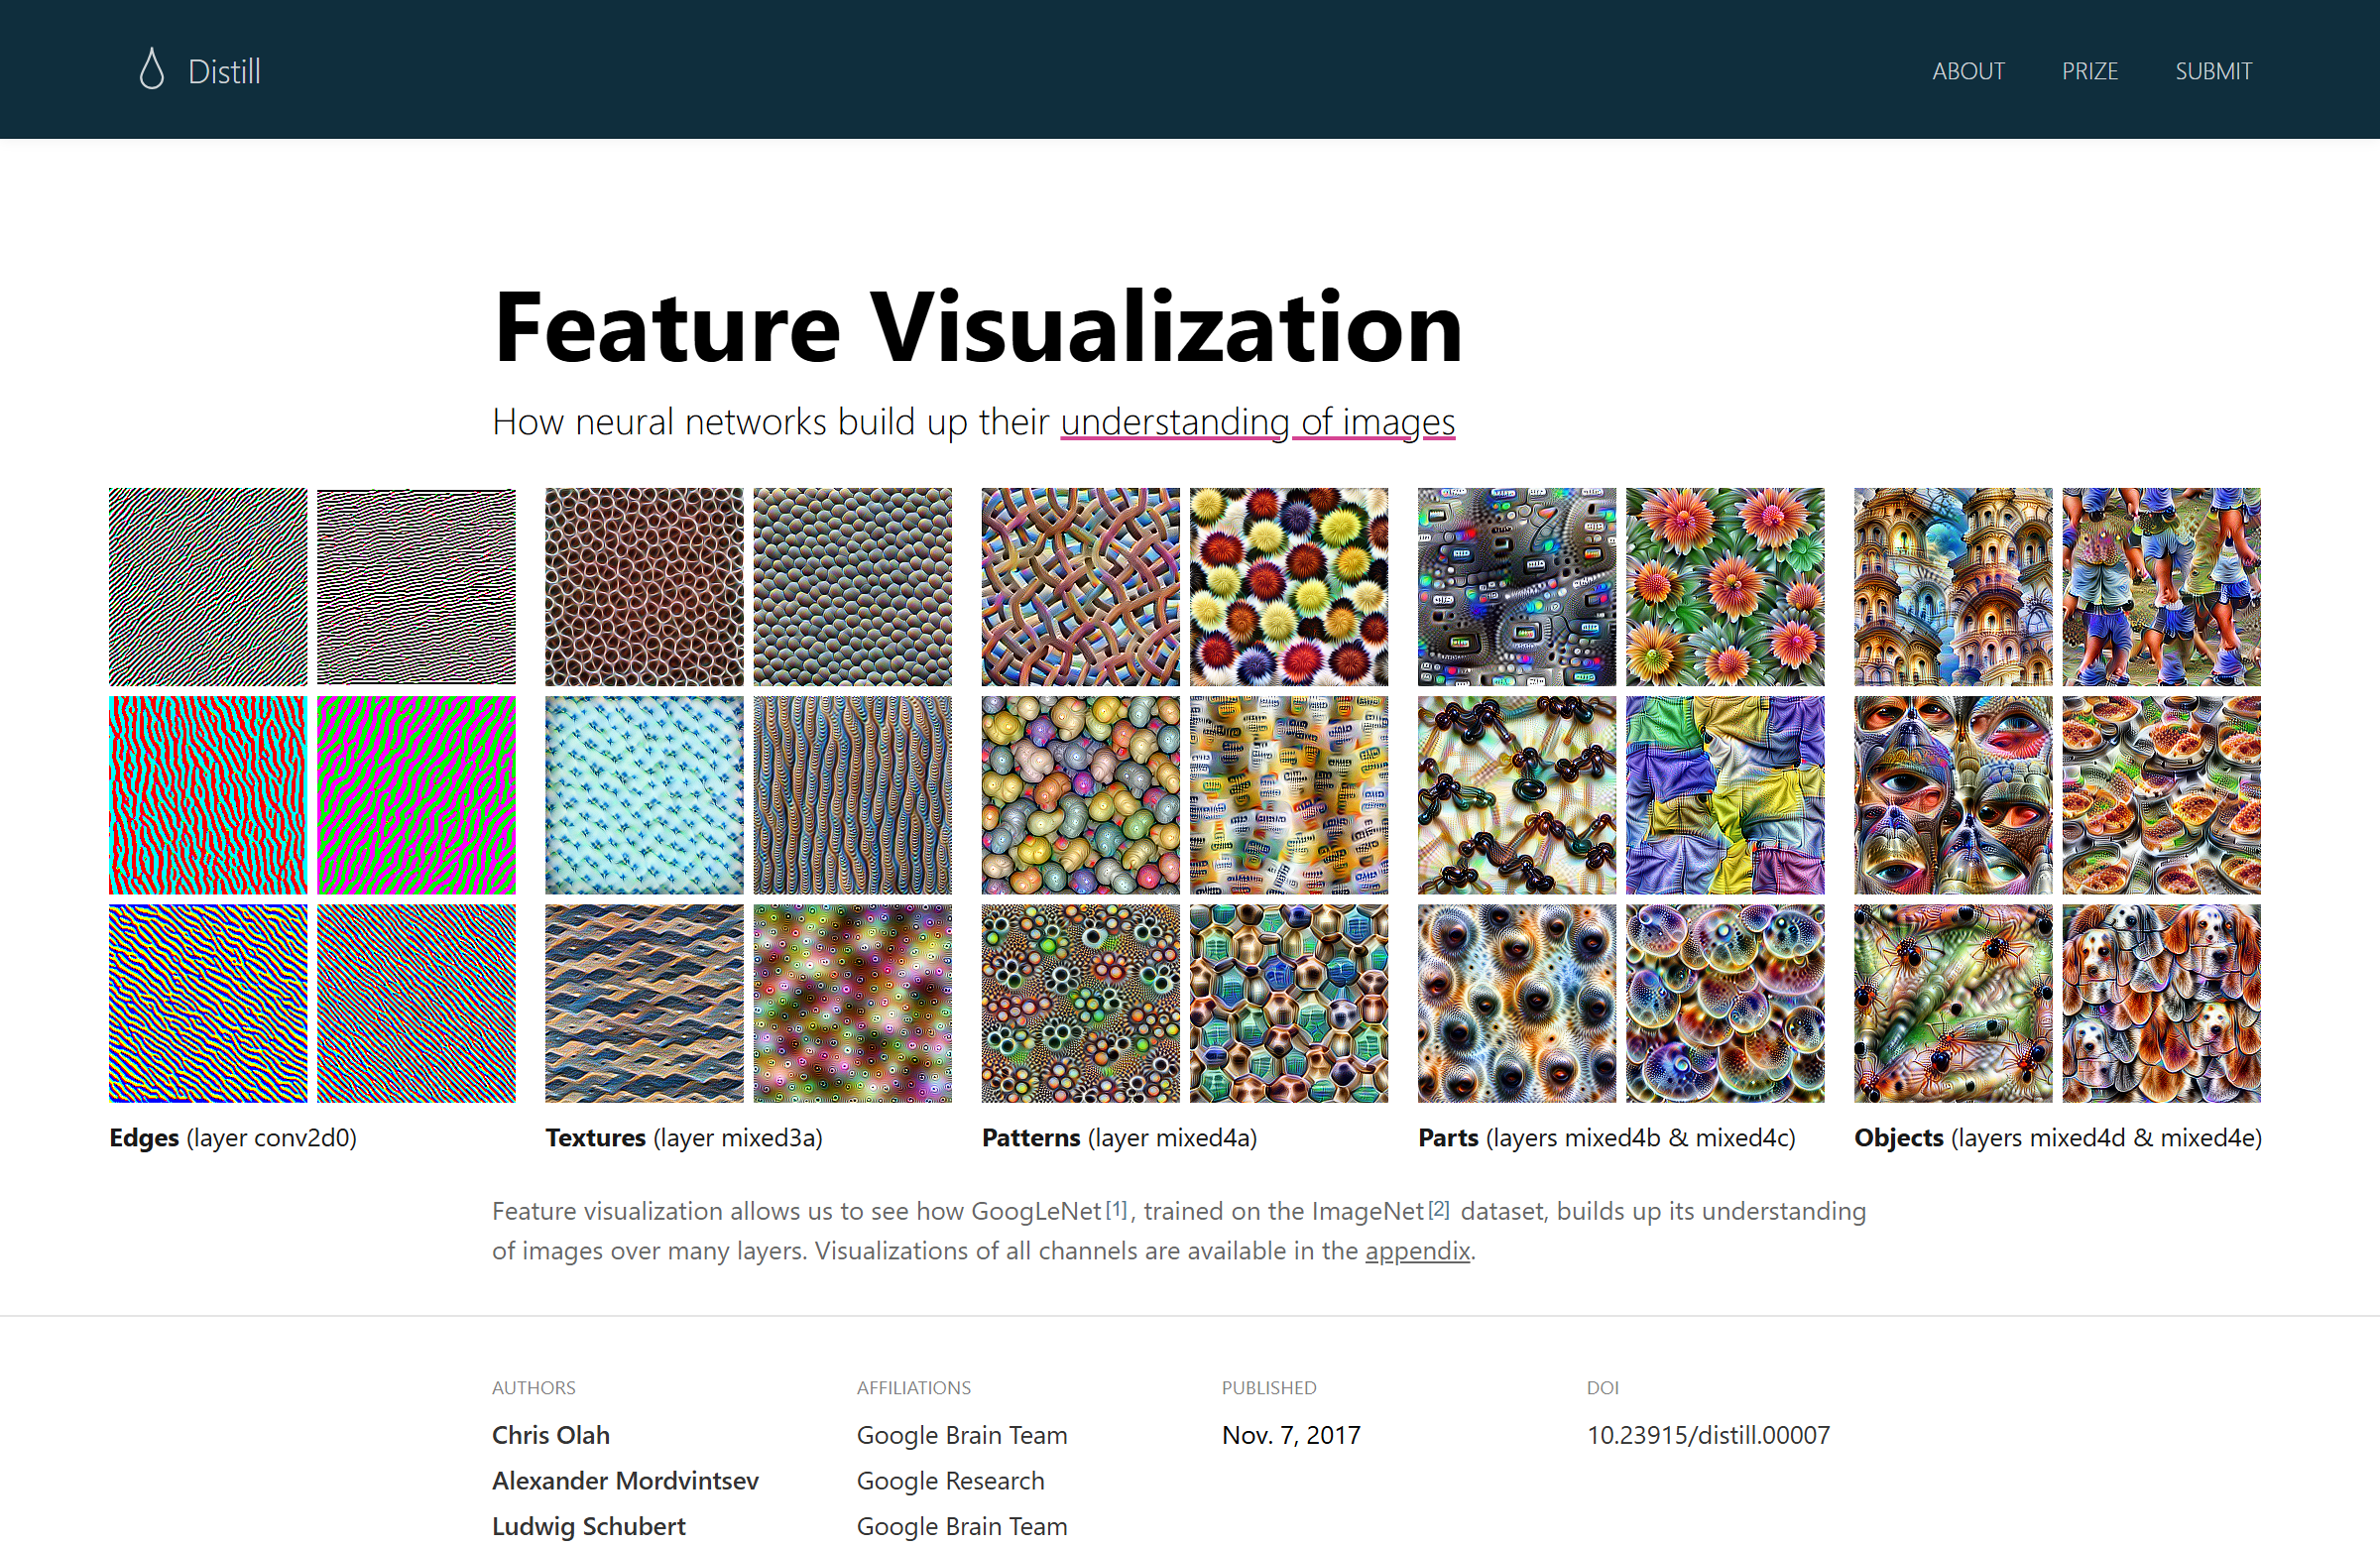 Distill
ABOUT PRIZE SUBMIT
Feature Visualization
How neural networks build up their understanding of images
Edges (layer conv2d0)
Textures (layer mixed3a)
Patterns (layer mixed4a)
Parts (layers mixed4b & mixed4c)
Objects (layers mixed4d & mixed4e)
Feature visualization allows us to see how GoogLeNet[1], trained on the ImageNet[2] dataset, builds up its understanding
of images over many layers. Visualizations of all channels are available in the appendix.
AUTHORS AFFILIATIONS PUBLISHED DOI
Chris Olah Google Brain Team Nov. 7, 2017 10.23915/distill.00007
Alexander Mordvintsev Google Research
Ludwig Schubert Google Brain Team